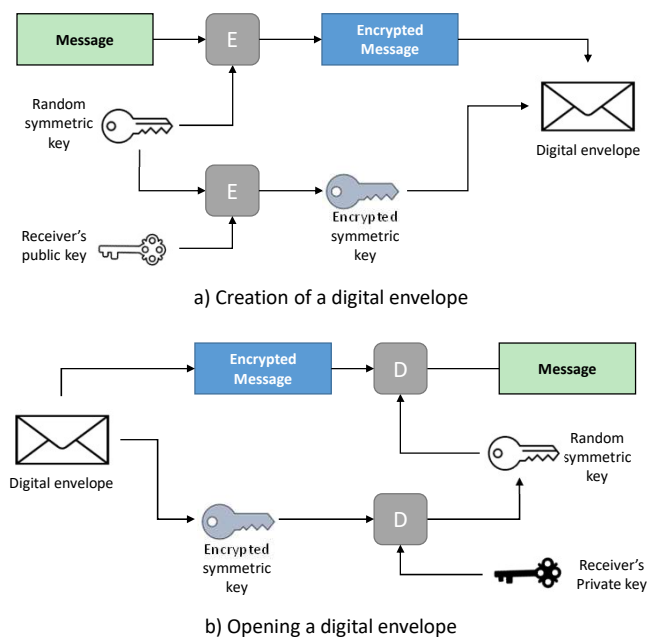 Message
E
Encrypted
Message
Random
symmetric
key
Digital envelope
E
Receiver's
public key
Encrypted
symmetric
key
a) Creation of a digital envelope
Encrypted
Message
D
Message
Digital envelope
Random
symmetric
key
Encrypted
symmetric
key
D
Receiver's
Private key
b) Opening a digital envelope